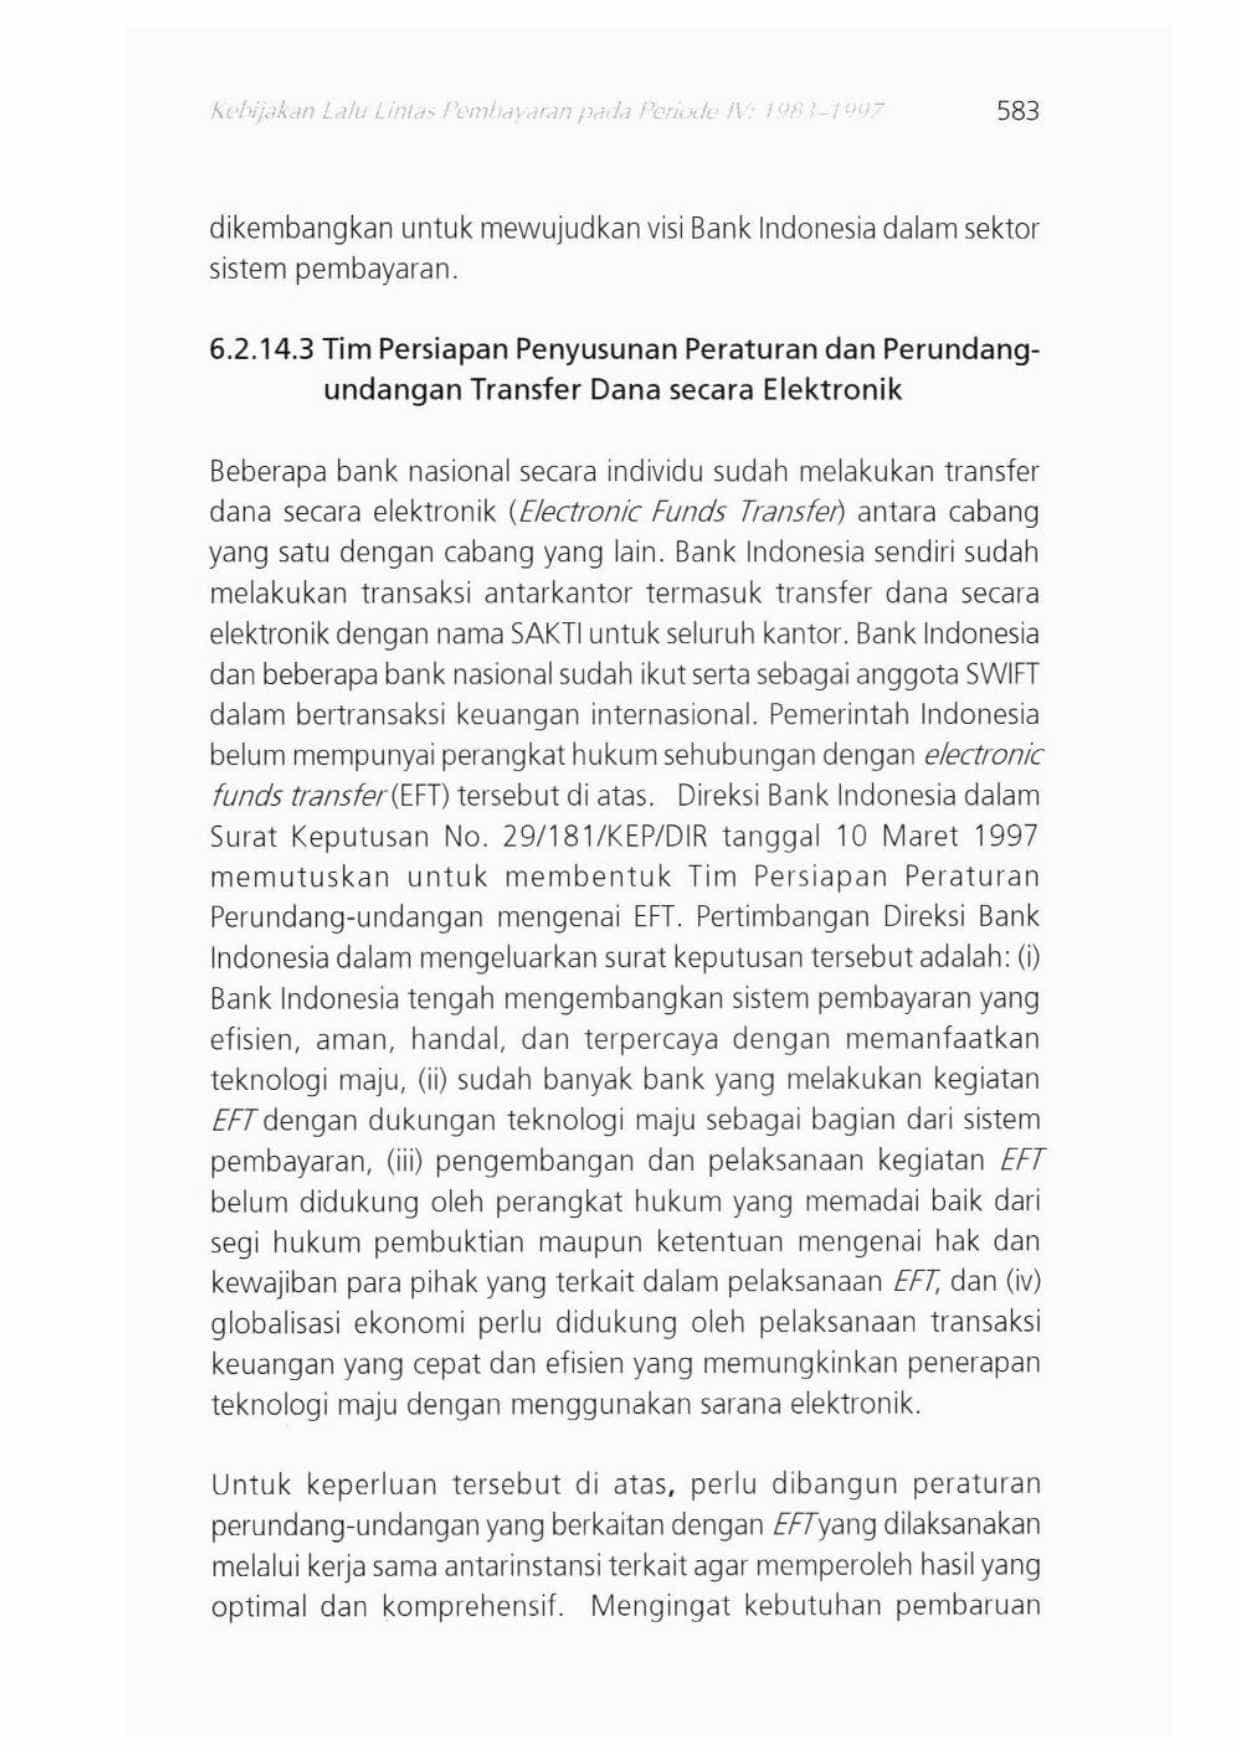 Kebijakan Lalu Lintas Pembayaran pada Periode IV: 1983–1997 583
dikembangkan untuk mewujudkan visi Bank Indonesia dalam sektor
sistem pembayaran.
6.2.14.3 Tim Persiapan Penyusunan Peraturan dan Perundang-
undangan Transfer Dana secara Elektronik
Beberapa bank nasional secara individu sudah melakukan transfer
dana secara elektronik (Electronic Funds Transfer) antara cabang
yang satu dengan cabang yang lain. Bank Indonesia sendiri sudah
melakukan transaksi antarkantor termasuk transfer dana secara
elektronik dengan nama SAKTI untuk seluruh kantor. Bank Indonesia
dan beberapa bank nasional sudah ikut serta sebagai anggota SWIFT
dalam bertransaksi keuangan internasional. Pemerintah Indonesia
belum mempunyai perangkat hukum sehubungan dengan electronic
funds transfer (EFT) tersebut di atas. Direksi Bank Indonesia dalam
Surat Keputusan No. 29/181/KEP/DIR tanggal 10 Maret 1997
memutuskan untuk membentuk Tim Persiapan Peraturan
Perundang-undangan mengenai EFT. Pertimbangan Direksi Bank
Indonesia dalam mengeluarkan surat keputusan tersebut adalah: (i)
Bank Indonesia tengah mengembangkan sistem pembayaran yang
efisien, aman, handal, dan terpercaya dengan memanfaatkan
teknologi maju, (ii) sudah banyak bank yang melakukan kegiatan
EFT dengan dukungan teknologi maju sebagai bagian dari sistem
pembayaran, (iii) pengembangan dan pelaksanaan kegiatan EFT
belum didukung oleh perangkat hukum yang memadai baik dari
segi hukum pembuktian maupun ketentuan mengenai hak dan
kewajiban para pihak yang terkait dalam pelaksanaan EFT, dan (iv)
globalisasi ekonomi perlu didukung oleh pelaksanaan transaksi
keuangan yang cepat dan efisien yang memungkinkan penerapan
teknologi maju dengan menggunakan sarana elektronik.
Untuk keperluan tersebut di atas, perlu dibangun peraturan
perundang-undangan yang berkaitan dengan EFT yang dilaksanakan
melalui kerja sama antarinstansi terkait agar memperoleh hasil yang
optimal dan komprehensif. Mengingat kebutuhan pembaruan